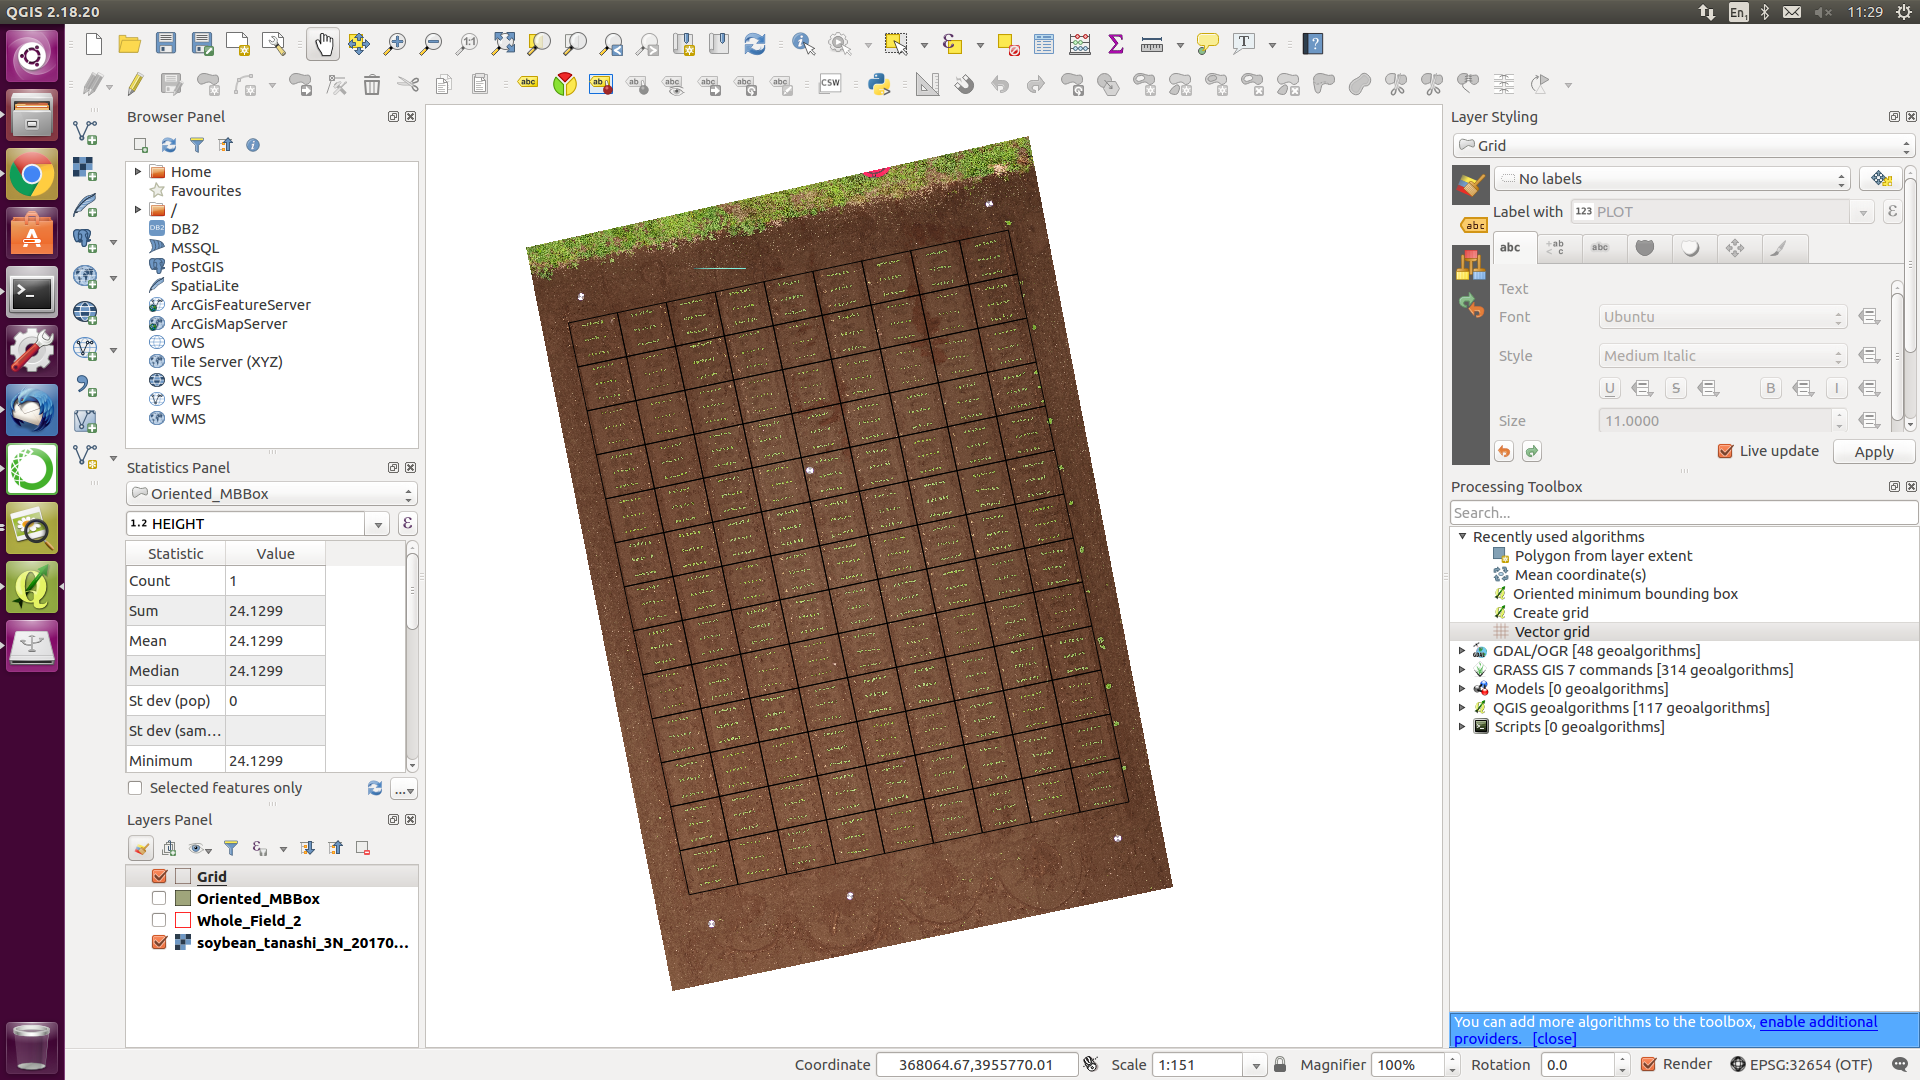 QGIS 2.18.20
En1
11:29
1:1
abc
CSW
Browser Panel
Home
Favourites
/
DB2
MSSQL
PostGIS
SpatiaLite
ArcGisFeatureServer
ArcGisMapServer
OWS
Tile Server (XYZ)
WCS
WFS
WMS
Statistics Panel
Oriented_MBBox
1.2 HEIGHT
ε
Statistic Value
Count 1
Sum 24.1299
Mean 24.1299
Median 24.1299
St dev (pop) 0
St dev (sam...
Minimum 24.1299
Selected features only
...
Layers Panel
Grid
Oriented_MBBox
Whole_Field_2
soybean_tanashi_3N_20170...
Layer Styling
Grid
No labels
abc
Label with 123 PLOT ε
abc +ab <c abc
Text
Font Ubuntu
Style Medium Italic
U S B I
Size 11.0000
Live update Apply
Processing Toolbox
Search...
Recently used algorithms
Polygon from layer extent
Mean coordinate(s)
Oriented minimum bounding box
Create grid
Vector grid
GDAL/OGR [48 geoalgorithms]
GRASS GIS 7 commands [314 geoalgorithms]
Models [0 geoalgorithms]
QGIS geoalgorithms [117 geoalgorithms]
Scripts [0 geoalgorithms]
You can add more algorithms to the toolbox, enable additional
providers. [close]
Coordinate 368064.67,3955770.01 Scale 1:151 Magnifier 100% Rotation 0.0 Render EPSG:32654 (OTF)